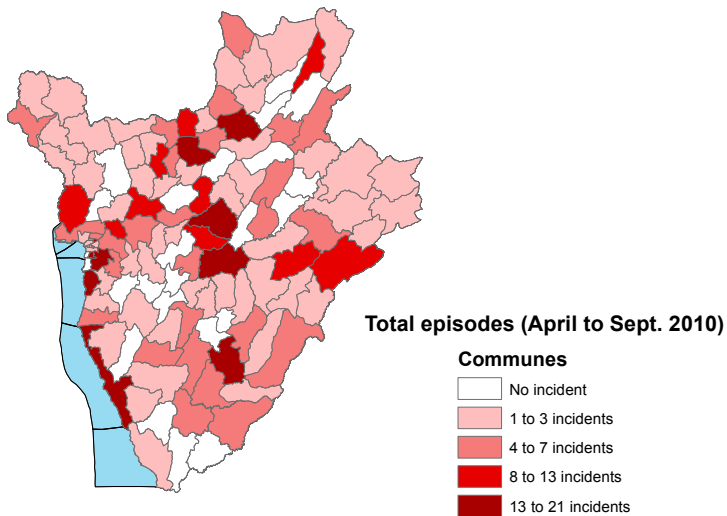 Total episodes (April to Sept. 2010)
Communes
No incident
1 to 3 incidents
4 to 7 incidents
8 to 13 incidents
13 to 21 incidents